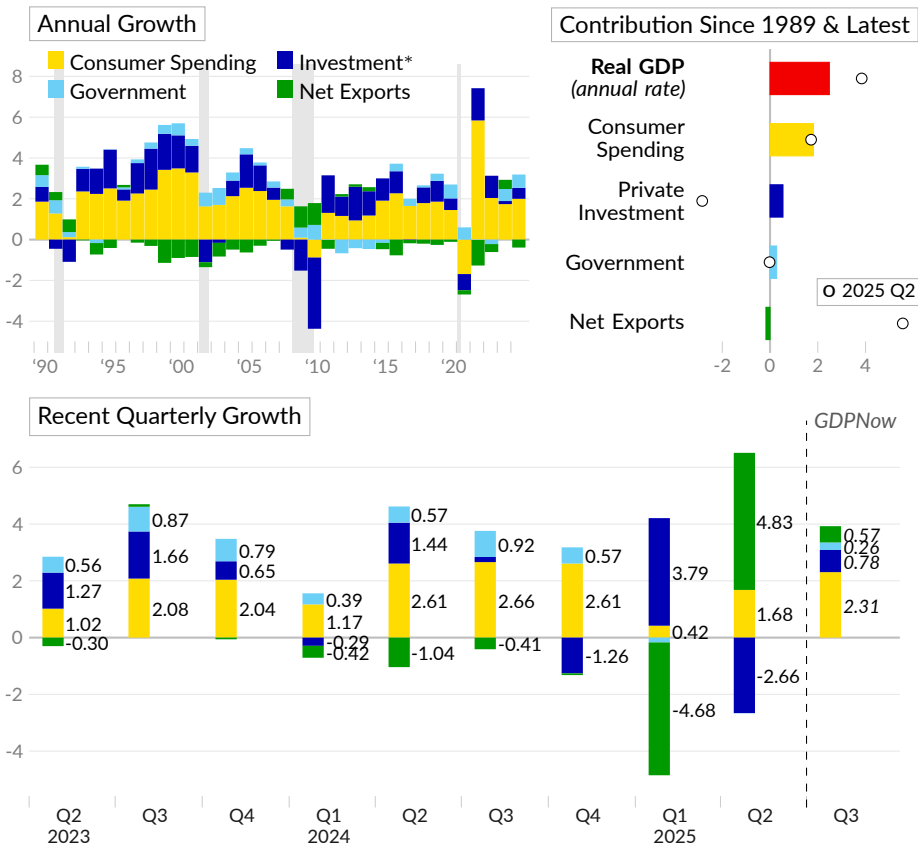 Annual Growth
Consumer Spending
Investment*
Government
Net Exports
8
6
4
2
0
-2
-4
‘90
‘95
‘00
‘05
‘10
‘15
‘20
Contribution Since 1989 & Latest
Real GDP
(annual rate)
Consumer
Spending
Private
Investment
Government
Net Exports
2025 Q2
-2
0
2
4
Recent Quarterly Growth
GDPNow
6
4
2
0
-2
-4
0.56
1.27
1.02
-0.30
0.87
1.66
2.08
0.79
0.65
2.04
0.39
1.17
-0.29
-0.42
0.57
1.44
2.61
-1.04
0.92
2.66
-0.41
0.57
2.61
-1.26
3.79
0.42
-4.68
4.83
1.68
-2.66
0.57
0.26
0.78
2.31
Q2
2023
Q3
Q4
Q1
2024
Q2
Q3
Q4
Q1
2025
Q2
Q3